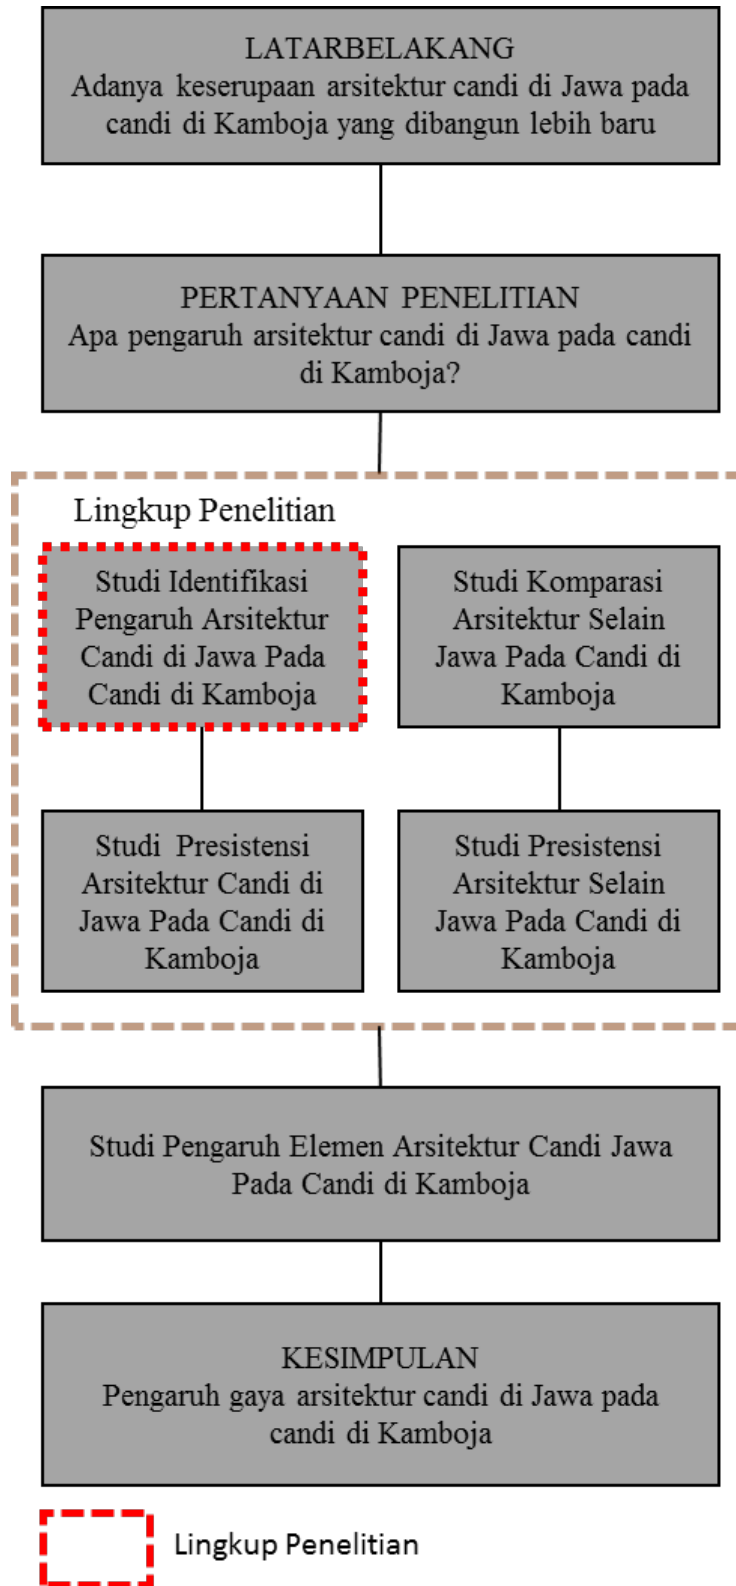 LATARBELAKANG
Adanya keserupaan arsitektur candi di Jawa pada
candi di Kamboja yang dibangun lebih baru
PERTANYAAN PENELITIAN
Apa pengaruh arsitektur candi di Jawa pada candi
di Kamboja?
Lingkup Penelitian
Studi Identifikasi
Pengaruh Arsitektur
Candi di Jawa Pada
Candi di Kamboja
Studi Komparasi
Arsitektur Selain
Jawa Pada Candi di
Kamboja
Studi Presistensi
Arsitektur Candi di
Jawa Pada Candi di
Kamboja
Studi Presistensi
Arsitektur Selain
Jawa Pada Candi di
Kamboja
Studi Pengaruh Elemen Arsitektur Candi Jawa
Pada Candi di Kamboja
KESIMPULAN
Pengaruh gaya arsitektur candi di Jawa pada
candi di Kamboja
Lingkup Penelitian